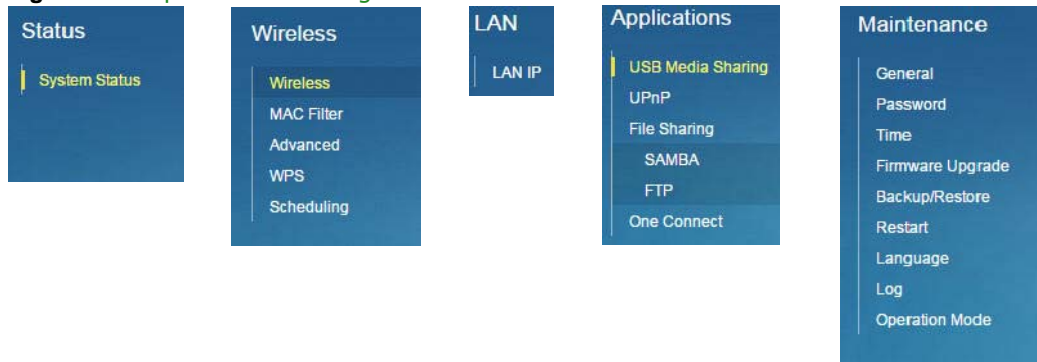 Status
System Status
Wireless
Wireless
MAC Filter
Advanced
WPS
Scheduling
LAN
LAN IP
Applications
USB Media Sharing
UPnP
File Sharing
SAMBA
FTP
One Connect
Maintenance
General
Password
Time
Firmware Upgrade
Backup/Restore
Restart
Language
Log
Operation Mode